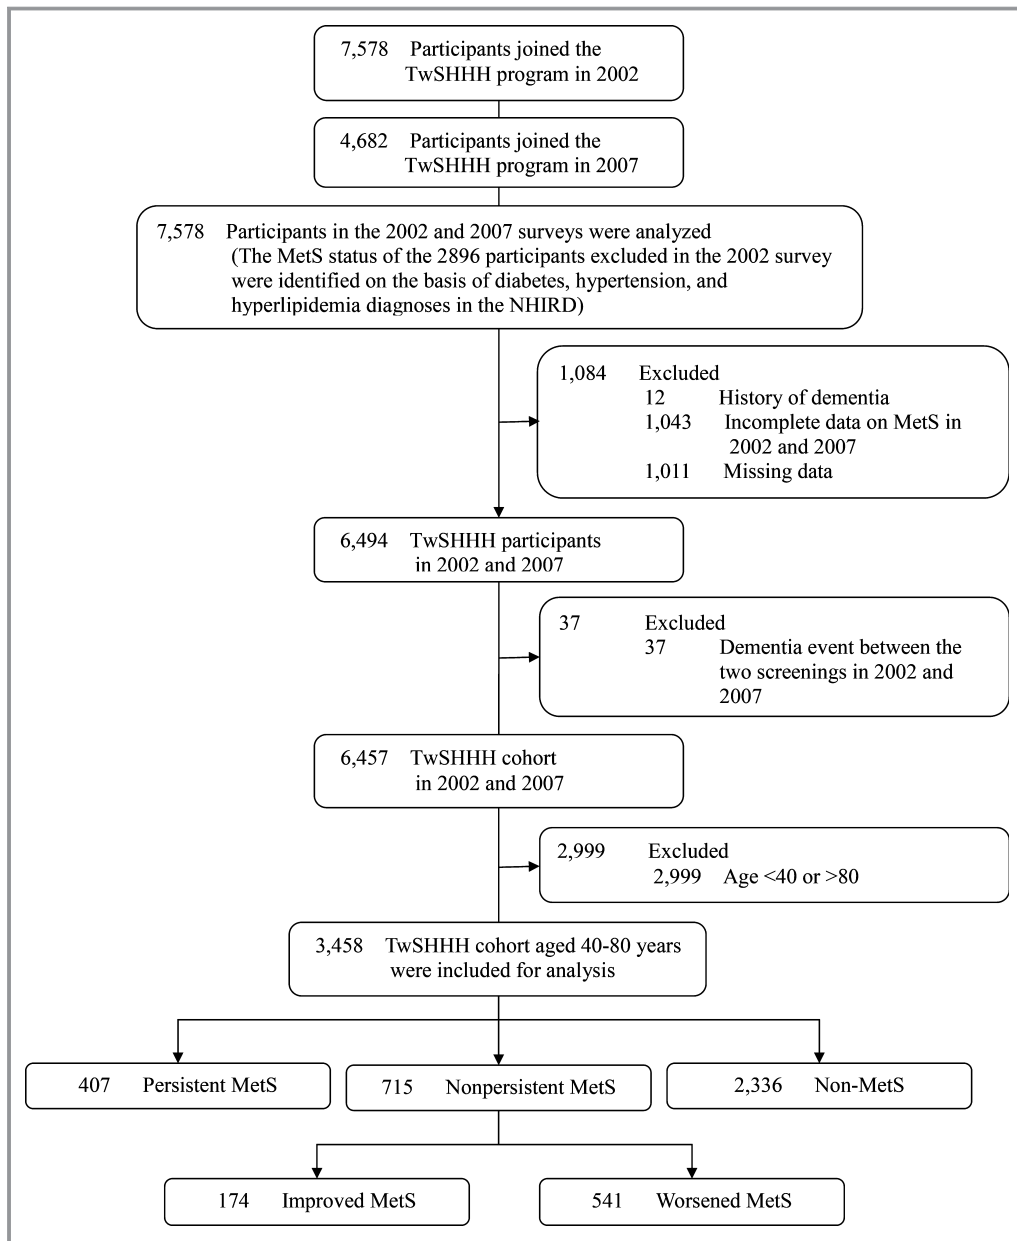 7,578 Participants joined the
TwSHHH program in 2002
4,682 Participants joined the
TwSHHH program in 2007
7,578 Participants in the 2002 and 2007 surveys were analyzed
(The MetS status of the 2896 participants excluded in the 2002 survey
were identified on the basis of diabetes, hypertension, and
hyperlipidemia diagnoses in the NHIRD)
1,084 Excluded
12 History of dementia
1,043 Incomplete data on MetS in
2002 and 2007
1,011 Missing data
6,494 TwSHHH participants
in 2002 and 2007
37 Excluded
37 Dementia event between the
two screenings in 2002 and
2007
6,457 TwSHHH cohort
in 2002 and 2007
2,999 Excluded
2,999 Age <40 or >80
3,458 TwSHHH cohort aged 40-80 years
were included for analysis
407 Persistent MetS
715 Nonpersistent MetS
2,336 Non-MetS
174 Improved MetS
541 Worsened MetS